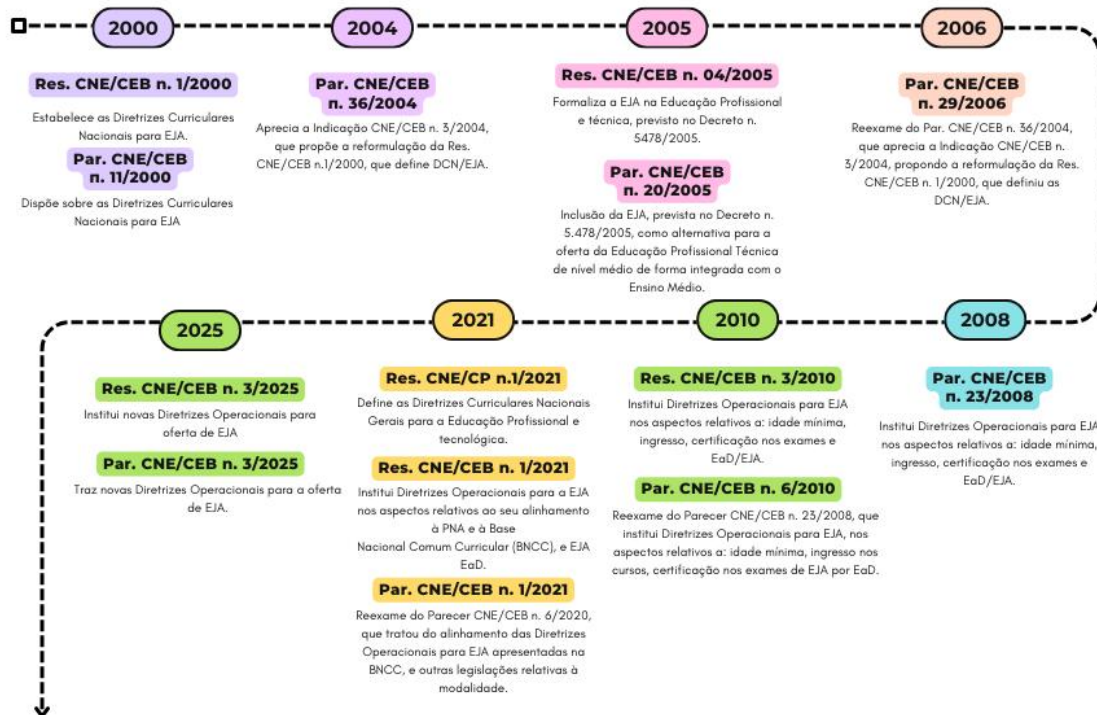 2000
Res. CNE/CEB n. 1/2000
Estabelece as Diretrizes Curriculares
Nacionais para EJA.
Par. CNE/CEB
n. 11/2000
Dispõe sobre as Diretrizes Curriculares
Nacionais para EJA
2004
Par. CNE/CEB
n. 36/2004
Aprecia a Indicação CNE/CEB n. 3/2004,
que propõe a reformulação da Res.
CNE/CEB n.1/2000, que define DCN/EJA.
2005
Res. CNE/CEB n. 04/2005
Formaliza a EJA na Educação Profissional
e técnica, previsto no Decreto n.
5478/2005.
Par. CNE/CEB
n. 20/2005
Inclusão da EJA, prevista no Decreto n.
5.478/2005, como alternativa para a
oferta da Educação Profissional Técnica
de nível médio de forma integrada com o
Ensino Médio.
2006
Par. CNE/CEB
n. 29/2006
Reexame do Par. CNE/CEB n. 36/2004,
que aprecia a Indicação CNE/CEB n.
3/2004, propondo a reformulação da Res.
CNE/CEB n. 1/2000, que definiu as
DCN/EJA.
2025
Res. CNE/CEB n. 3/2025
Institui novas Diretrizes Operacionais para
oferta de EJA
Par. CNE/CEB n. 3/2025
Traz novas Diretrizes Operacionais para a oferta
de EJA.
2021
Res. CNE/CP n.1/2021
Define as Diretrizes Curriculares Nacionais
Gerais para a Educação Profissional e
tecnológica.
Res. CNE/CEB n. 1/2021
Institui Diretrizes Operacionais para a EJA
nos aspectos relativos ao seu alinhamento
à PNA e à Base
Nacional Comum Curricular (BNCC), e EJA
EaD.
Par. CNE/CEB n. 1/2021
Reexame do Parecer CNE/CEB n. 6/2020,
que tratou do alinhamento das Diretrizes
Operacionais para EJA apresentadas na
BNCC, e outras legislações relativas à
modalidade.
2010
Res. CNE/CEB n. 3/2010
Institui Diretrizes Operacionais para EJA
nos aspectos relativos a: idade mínima,
ingresso, certificação nos exames e
EaD/EJA.
Par. CNE/CEB n. 6/2010
Reexame do Parecer CNE/CEB n. 23/2008, que
institui Diretrizes Operacionais para EJA, nos
aspectos relativos a: idade mínima, ingresso nos
cursos, certificação nos exames de EJA por EaD.
2008
Par. CNE/CEB
n. 23/2008
Institui Diretrizes Operacionais para EJA
nos aspectos relativos a: idade mínima,
ingresso, certificação nos exames e
EaD/EJA.